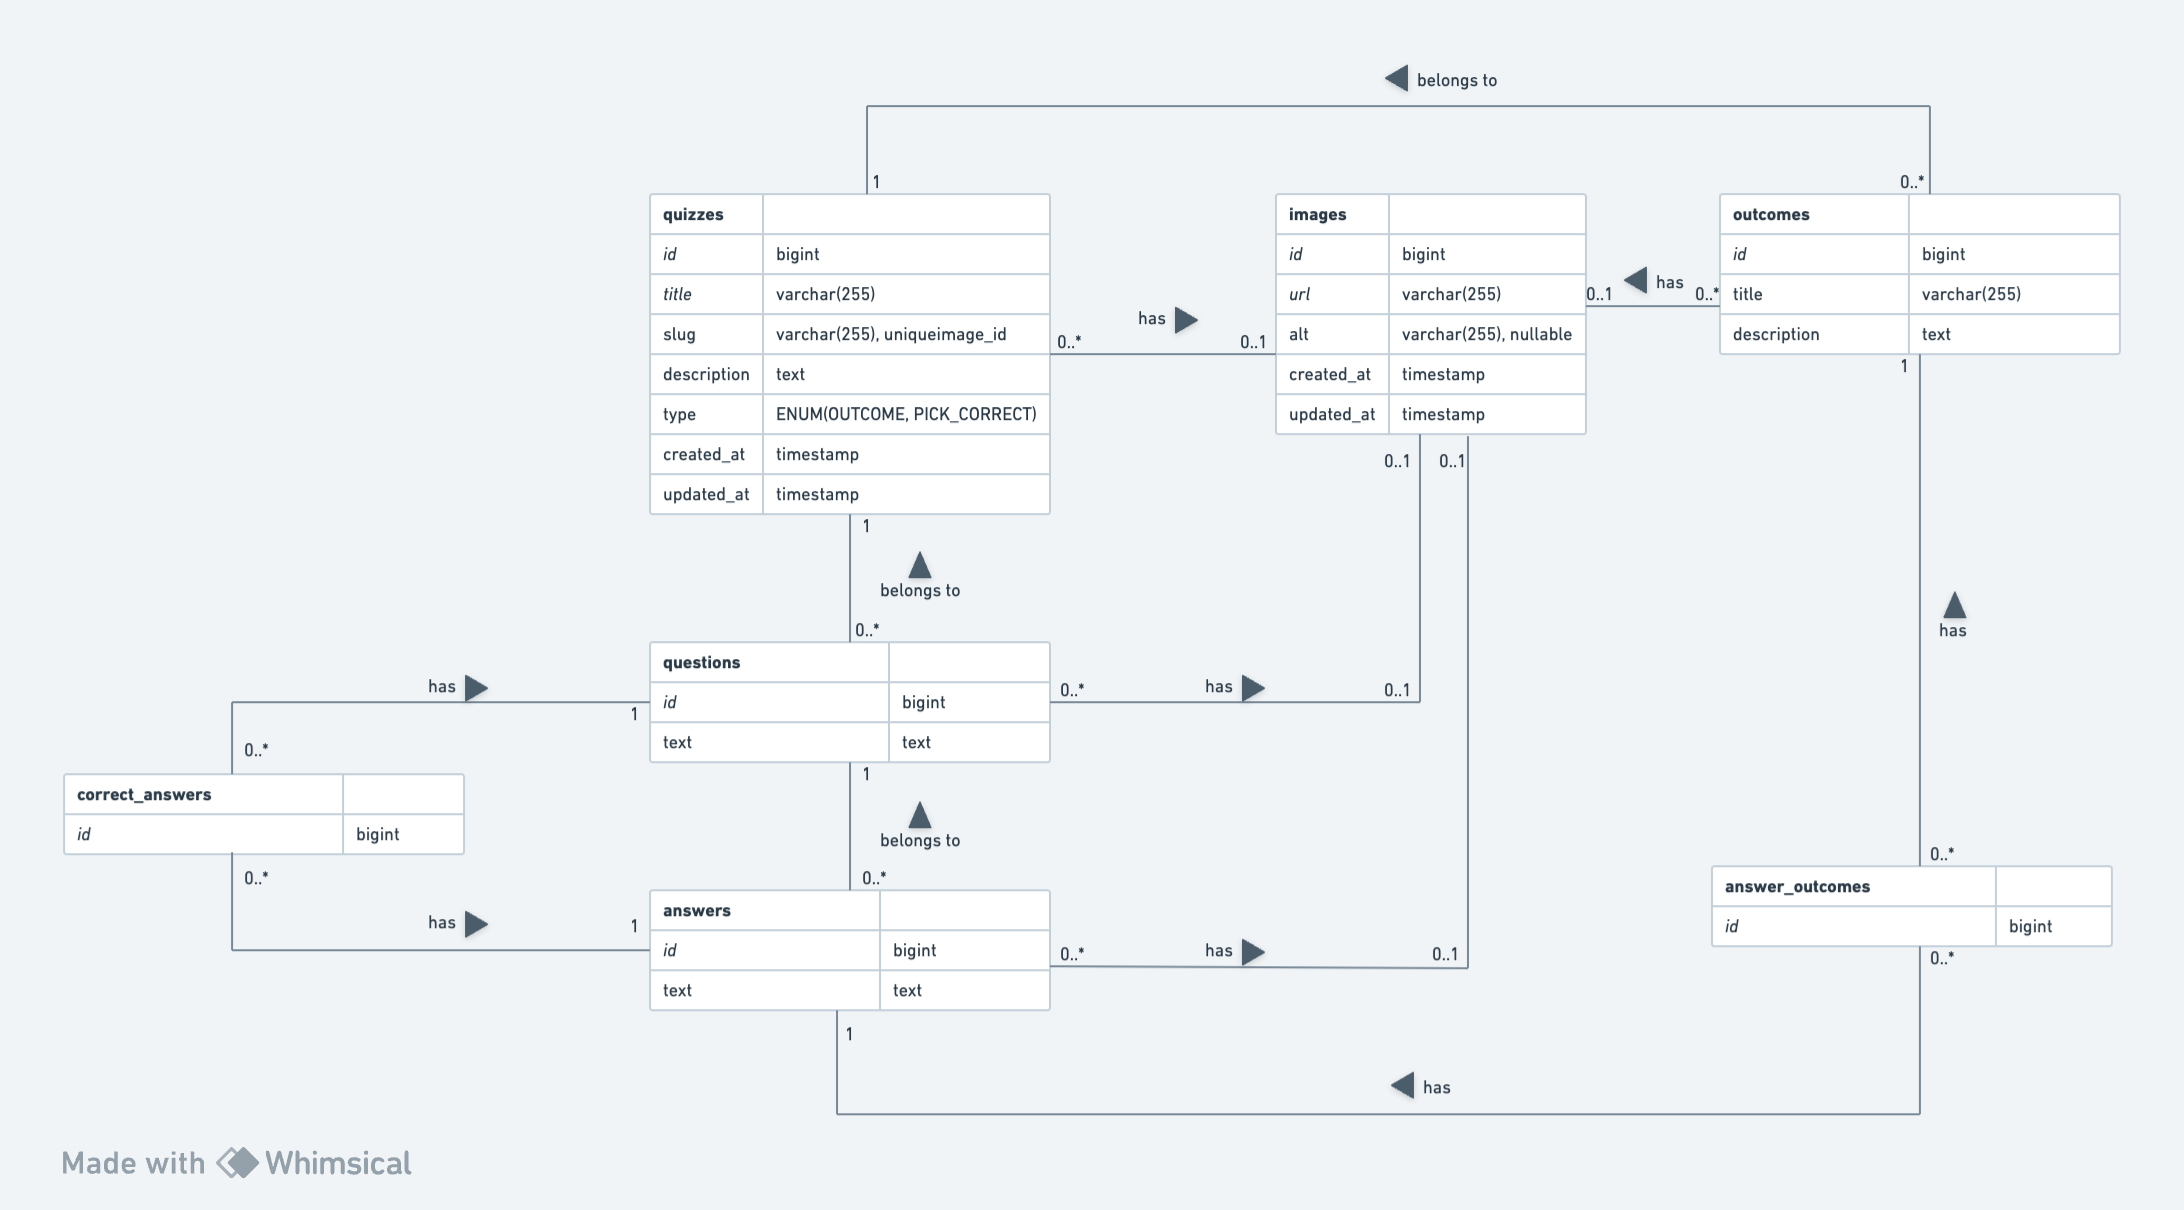 belongs to
1
0..*
quizzes
id bigint
title varchar(255)
slug varchar(255), uniqueimage_id
description text
type ENUM(OUTCOME, PICK_CORRECT)
created_at timestamp
updated_at timestamp
has
0..*
0..1
images
id bigint
url varchar(255)
alt varchar(255), nullable
created_at timestamp
updated_at timestamp
has
0..1
0..*
outcomes
id bigint
title varchar(255)
description text
1
0..1
0..1
1
belongs to
0..*
has
questions
id bigint
text text
has
1
0..*
has
0..1
0..*
correct_answers
id bigint
0..*
1
belongs to
0..*
has
1
answers
id bigint
text text
0..*
has
0..1
0..*
answer_outcomes
id bigint
0..*
1
has
Made with Whimsical